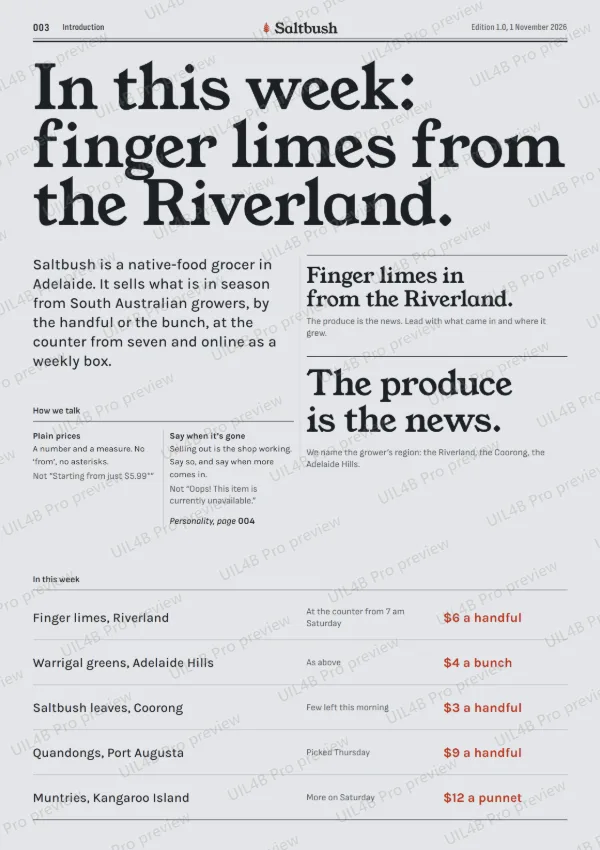 003 Introduction Saltbush Edition 1.0, 1 November 2026
In this week:
finger limes from
the Riverland.
Saltbush is a native-food grocer in
Adelaide. It sells what is in season
from South Australian growers, by
the handful or the bunch, at the
counter from seven and online as a
weekly box.
How we talk
Plain prices
A number and a measure. No
‘from’, no asterisks.
Not “Starting from just $5.99*”
Say when it’s gone
Selling out is the shop working.
Say so, and say when more
comes in.
Not “Oops! This item is
currently unavailable.”
Personality, page 004
Finger limes in
from the Riverland.
The produce is the news. Lead with what came in and where it
grew.
The produce
is the news.
We name the grower’s region: the Riverland, the Coorong, the
Adelaide Hills.
In this week
Finger limes, Riverland
At the counter from 7 am
Saturday
$6 a handful
Warrigal greens, Adelaide Hills
As above
$4 a bunch
Saltbush leaves, Coorong
Few left this morning
$3 a handful
Quandongs, Port Augusta
Picked Thursday
$9 a handful
Muntries, Kangaroo Island
More on Saturday
$12 a punnet
UIL4B Pro preview